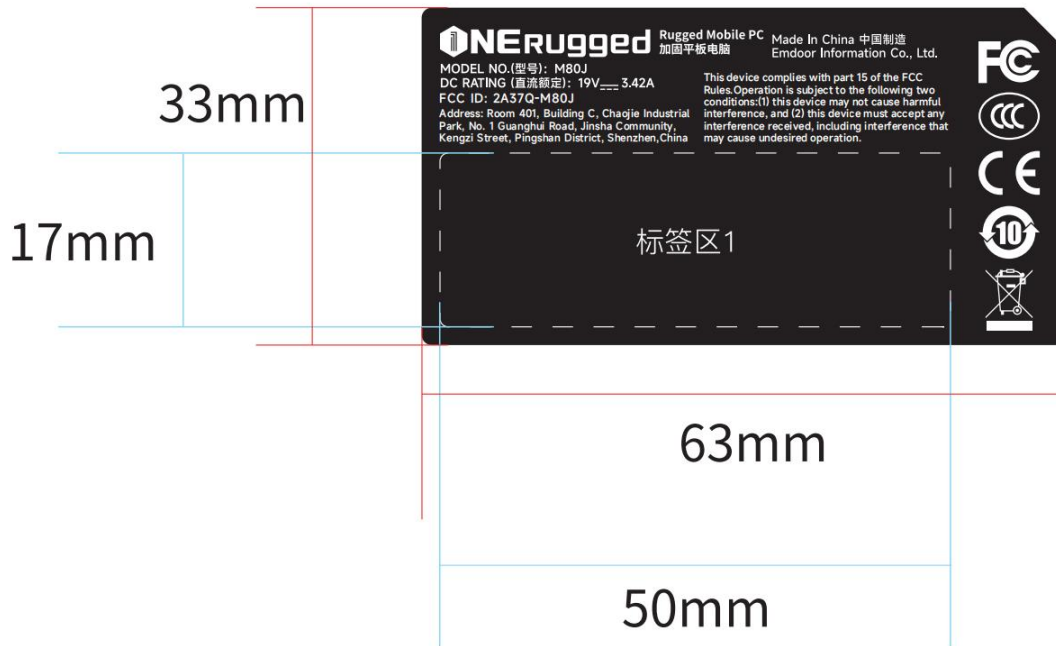 ONERugged Rugged Mobile PC
加固平板电脑
Made In China 中国制造
Emdoor Information Co., Ltd.
MODEL NO.(型号): M80J
DC RATING (直流额定): 19V⎓ 3.42A
FCC ID: 2A37Q-M80J
Address: Room 401, Building C, Chaojie Industrial
Park, No. 1 Guanghui Road, Jinsha Community,
Kengzi Street, Pingshan District, Shenzhen,China
This device complies with part 15 of the FCC
Rules.Operation is subject to the following two
conditions:(1) this device may not cause harmful
interference, and (2) this device must accept any
interference received, including interference that
may cause undesired operation.
FC
CCC
CE
10
33mm
17mm
标签区1
63mm
50mm